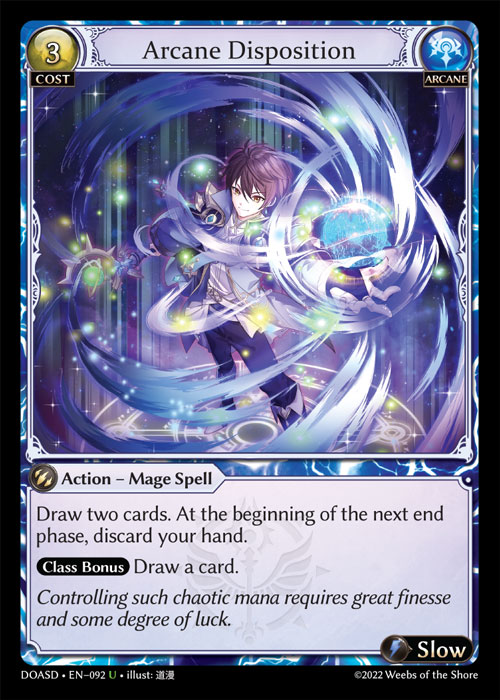 3
Arcane Disposition
COST
ARCANE
Action – Mage Spell
Draw two cards. At the beginning of the next end
phase, discard your hand.
Class Bonus Draw a card.
Controlling such chaotic mana requires great finesse
and some degree of luck.
Slow
DOASD • EN–092 U • illust: 道漫
©2022 Weebs of the Shore